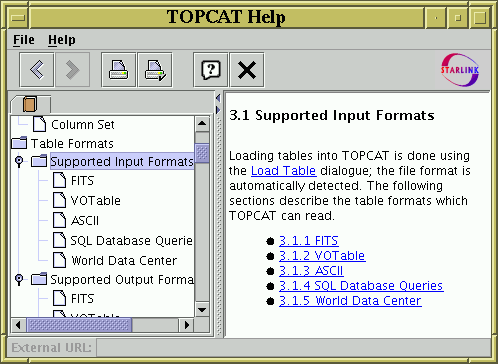 TOPCAT Help
File Help
STARLINK
Column Set
Table Formats
Supported Input Formats
FITS
VOTable
ASCII
SQL Database Querie
World Data Center
Supported Output Forma
FITS
VOTable
3.1 Supported Input Formats
Loading tables into TOPCAT is done using
the Load Table dialogue; the file format is
automatically detected. The following
sections describe the table formats which
TOPCAT can read.
3.1.1 FITS
3.1.2 VOTable
3.1.3 ASCII
3.1.4 SQL Database Queries
3.1.5 World Data Center
External URL: